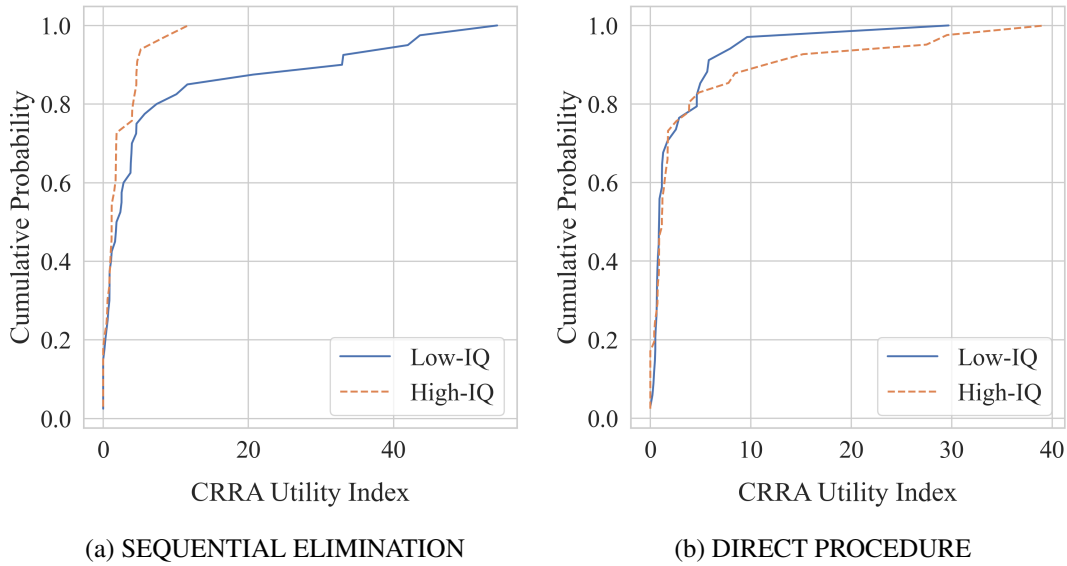 Cumulative Probability
1.0
0.8
0.6
0.4
0.2
0.0
Low-IQ
High-IQ
0
20
40
CRRA Utility Index
(a) SEQUENTIAL ELIMINATION
Cumulative Probability
1.0
0.8
0.6
0.4
0.2
0.0
Low-IQ
High-IQ
0
10
20
30
40
CRRA Utility Index
(b) DIRECT PROCEDURE